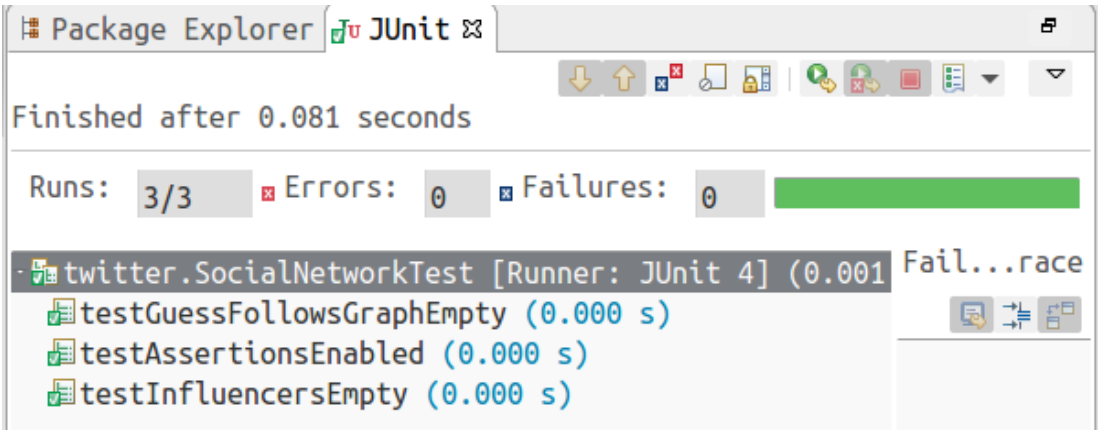 Package Explorer JUnit
Finished after 0.081 seconds
Runs: 3/3 Errors: 0 Failures: 0
twitter.SocialNetworkTest [Runner: JUnit 4] (0.001
Fail...race
testGuessFollowsGraphEmpty (0.000 s)
testAssertionsEnabled (0.000 s)
testInfluencersEmpty (0.000 s)